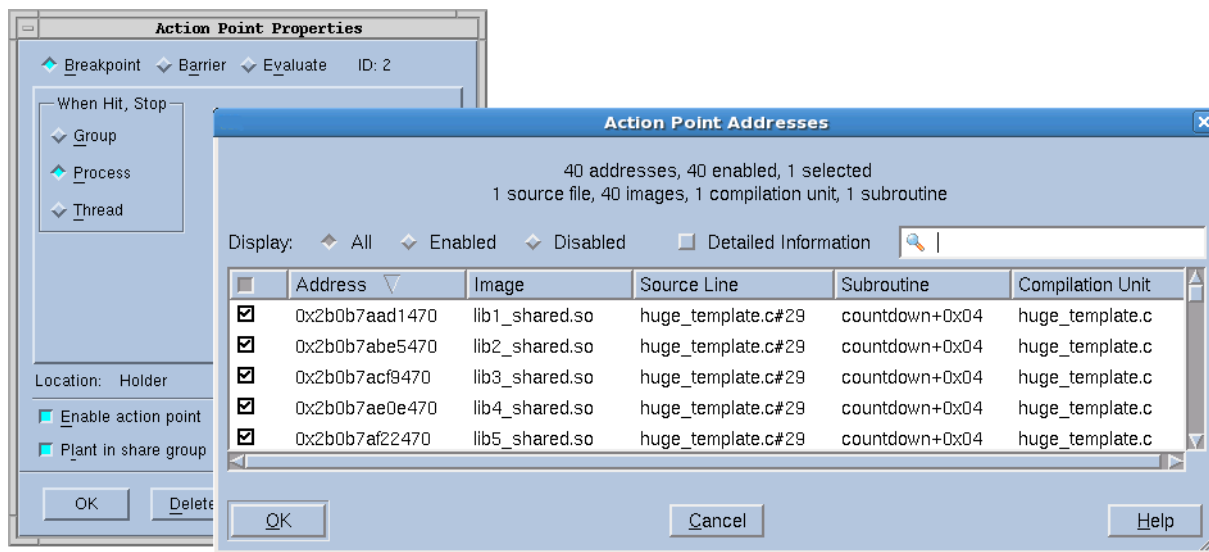 Action Point Properties
Breakpoint Barrier Evaluate ID: 2
When Hit, Stop
Group
Process
Thread
Location: Holder
Enable action point
Plant in share group
OK Delete
Action Point Addresses
40 addresses, 40 enabled, 1 selected
1 source file, 40 images, 1 compilation unit, 1 subroutine
Display: All Enabled Disabled Detailed Information
Address Image Source Line Subroutine Compilation Unit
0x2b0b7aad1470 lib1_shared.so huge_template.c#29 countdown+0x04 huge_template.c
0x2b0b7abe5470 lib2_shared.so huge_template.c#29 countdown+0x04 huge_template.c
0x2b0b7acf9470 lib3_shared.so huge_template.c#29 countdown+0x04 huge_template.c
0x2b0b7ae0e470 lib4_shared.so huge_template.c#29 countdown+0x04 huge_template.c
0x2b0b7af22470 lib5_shared.so huge_template.c#29 countdown+0x04 huge_template.c
OK Cancel Help